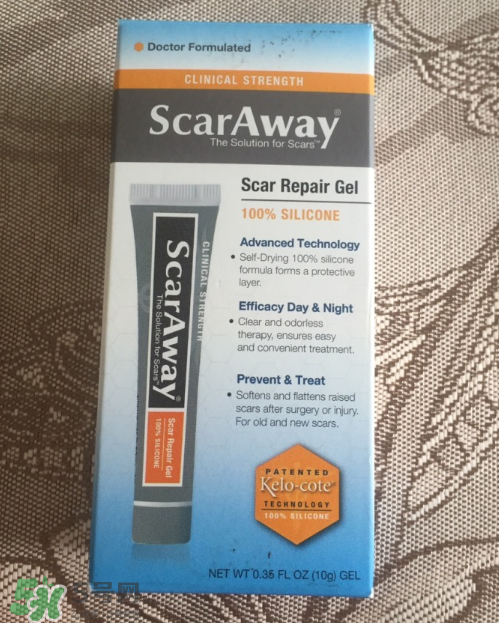 Doctor Formulated
CLINICAL STRENGTH
ScarAway®
The Solution for Scars™
Scar Repair Gel
100% SILICONE
Advanced Technology
• Self-Drying 100% silicone
formula forms a protective
layer.
Efficacy Day & Night
• Clear and odorless
therapy, ensures easy
and convenient treatment.
Prevent & Treat
• Softens and flattens raised
scars after surgery or injury.
For old and new scars.
CLINICAL STRENGTH
ScarAway®
The Solution for Scars™
Scar Repair Gel
100% SILICONE
PATENTED
Kelo-cote®
TECHNOLOGY
100% SILICONE
NET WT 0.35 FL OZ (10g) GEL